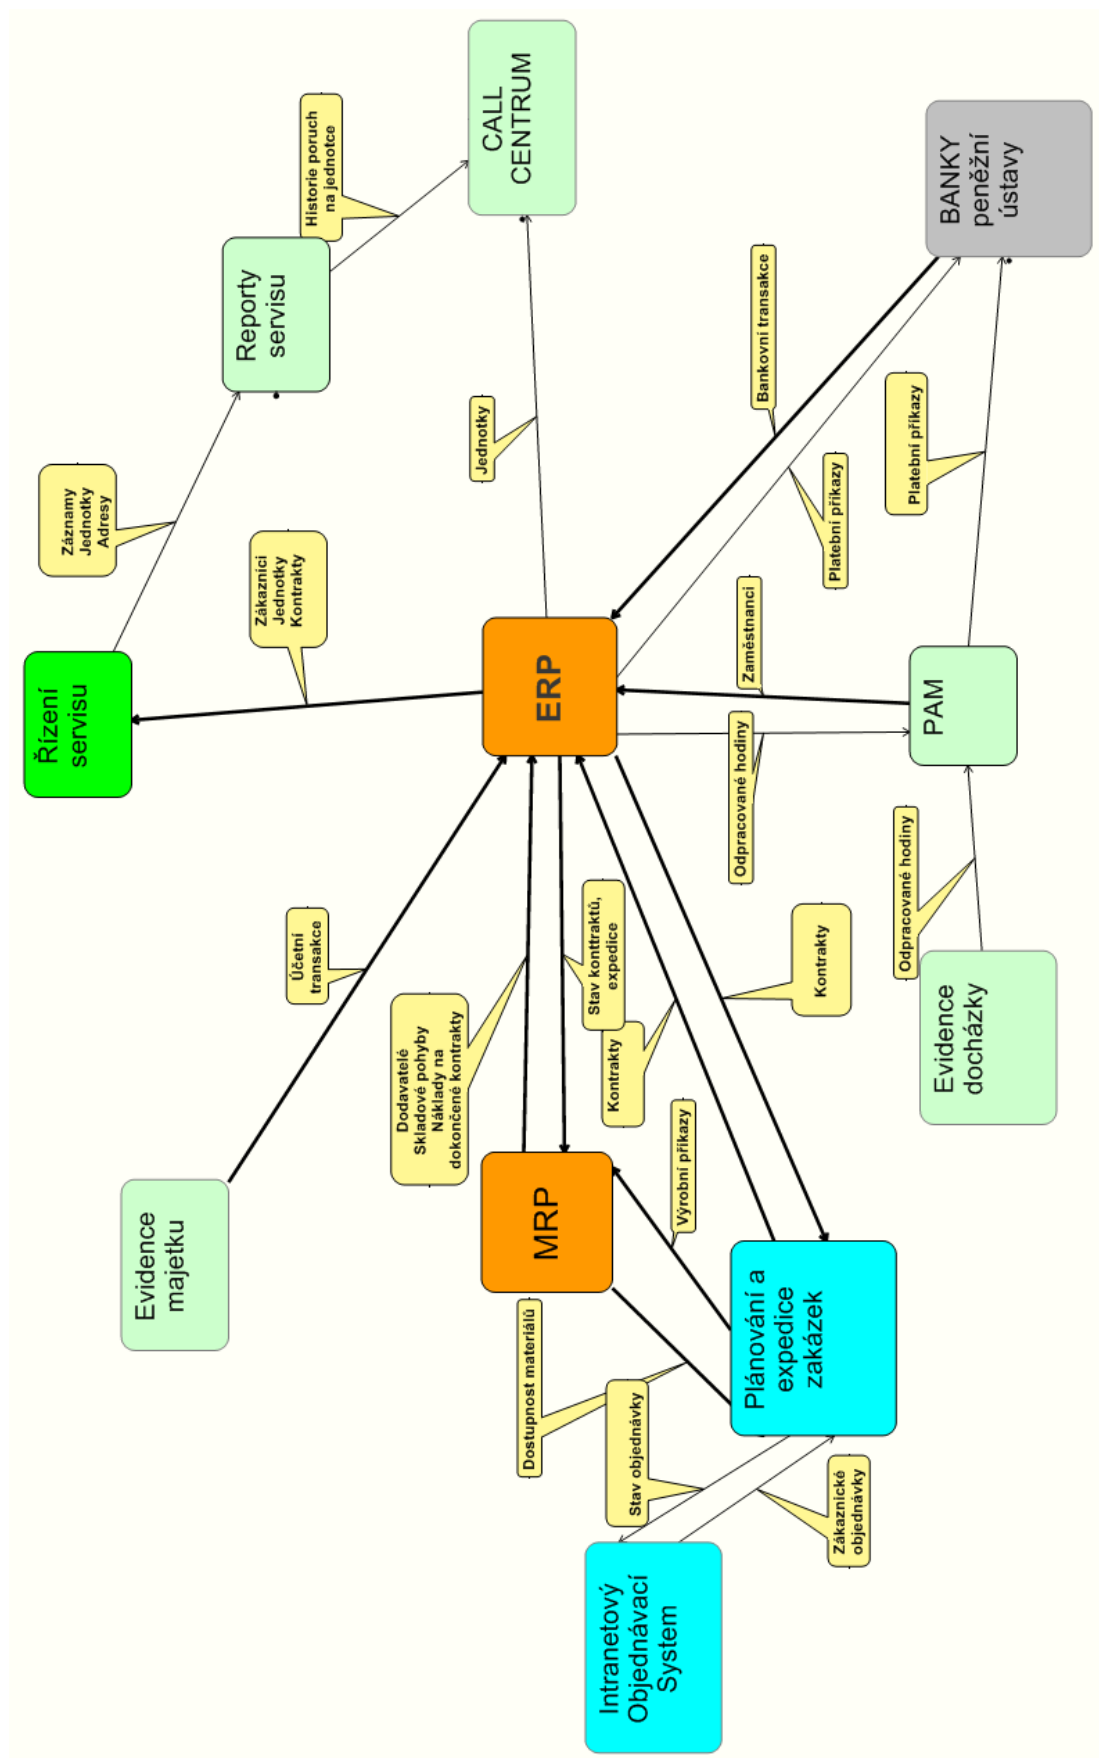 Řízení
servisu
Záznamy
Jednotky
Adresy
Evidence
majetku
Zákaznici
Jednotky
Kontrakty
Reporty
servisu
Účetní
transakce
Historie poruch
na jednotce
Dodavatelé
Skladové pohyby
Náklady na
dokončené kontrakty
Jednotky
CALL
CENTRUM
MRP
ERP
Dostupnost materiálů
Stav konttraktů,
expedice
Kontrakty
Stav objednávky
Intranetový
Objednávací
System
Výrobní příkazy
Odpracované hodiny
Zaměstnanci
Bankovní transakce
Plánování a
expedice
zakázek
Kontrakty
Platební příkazy
Zákaznické
objednávky
Odpracované hodiny
PAM
Platební příkazy
Evidence
docházky
BANKY
peněžní
ústavy